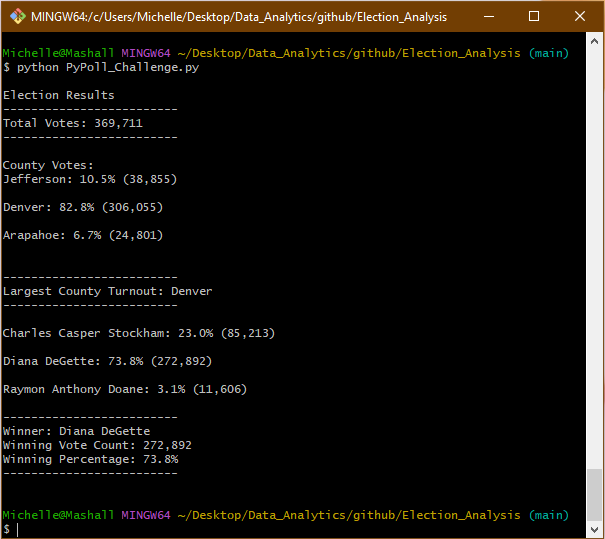 MINGW64:/c/Users/Michelle/Desktop/Data_Analytics/github/Election_Analysis
Michelle@Mashall MINGW64 ~/Desktop/Data_Analytics/github/Election_Analysis (main)
$ python PyPoll_Challenge.py
Election Results
-------------------------
Total Votes: 369,711
-------------------------
County Votes:
Jefferson: 10.5% (38,855)
Denver: 82.8% (306,055)
Arapahoe: 6.7% (24,801)
-------------------------
Largest County Turnout: Denver
-------------------------
Charles Casper Stockham: 23.0% (85,213)
Diana DeGette: 73.8% (272,892)
Raymon Anthony Doane: 3.1% (11,606)
-------------------------
Winner: Diana DeGette
Winning Vote Count: 272,892
Winning Percentage: 73.8%
-------------------------
Michelle@Mashall MINGW64 ~/Desktop/Data_Analytics/github/Election_Analysis (main)
$